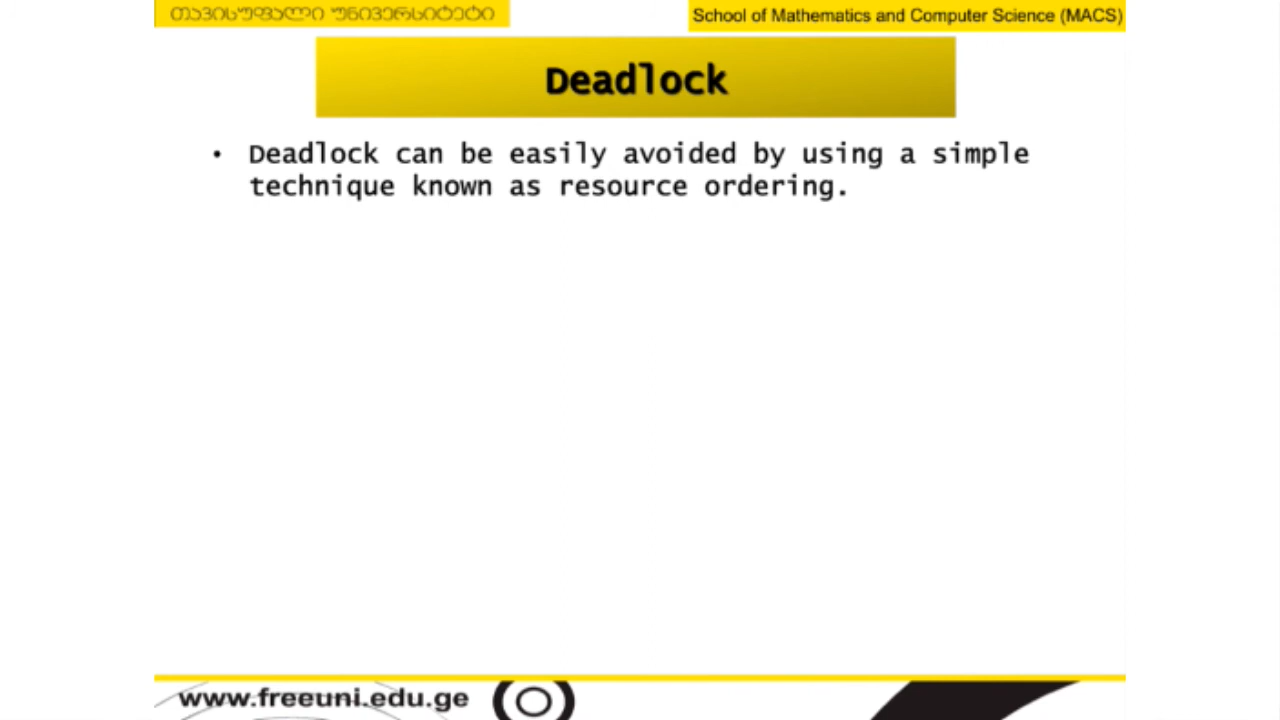 თავისუფალი უნივერსიტეტი
School of Mathematics and Computer Science (MACS)
Deadlock
• Deadlock can be easily avoided by using a simple
technique known as resource ordering.
www.freeuni.edu.ge